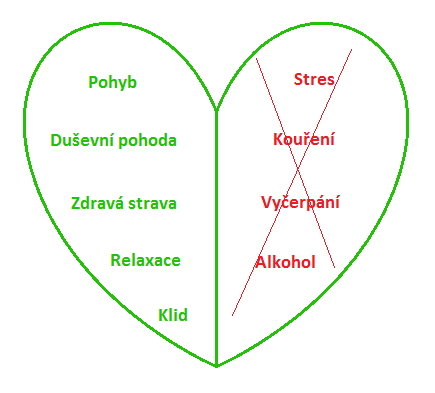 Pohyb
Duševní pohoda
Zdravá strava
Relaxace
Klid
Stres
Kouření
Vyčerpání
Alkohol